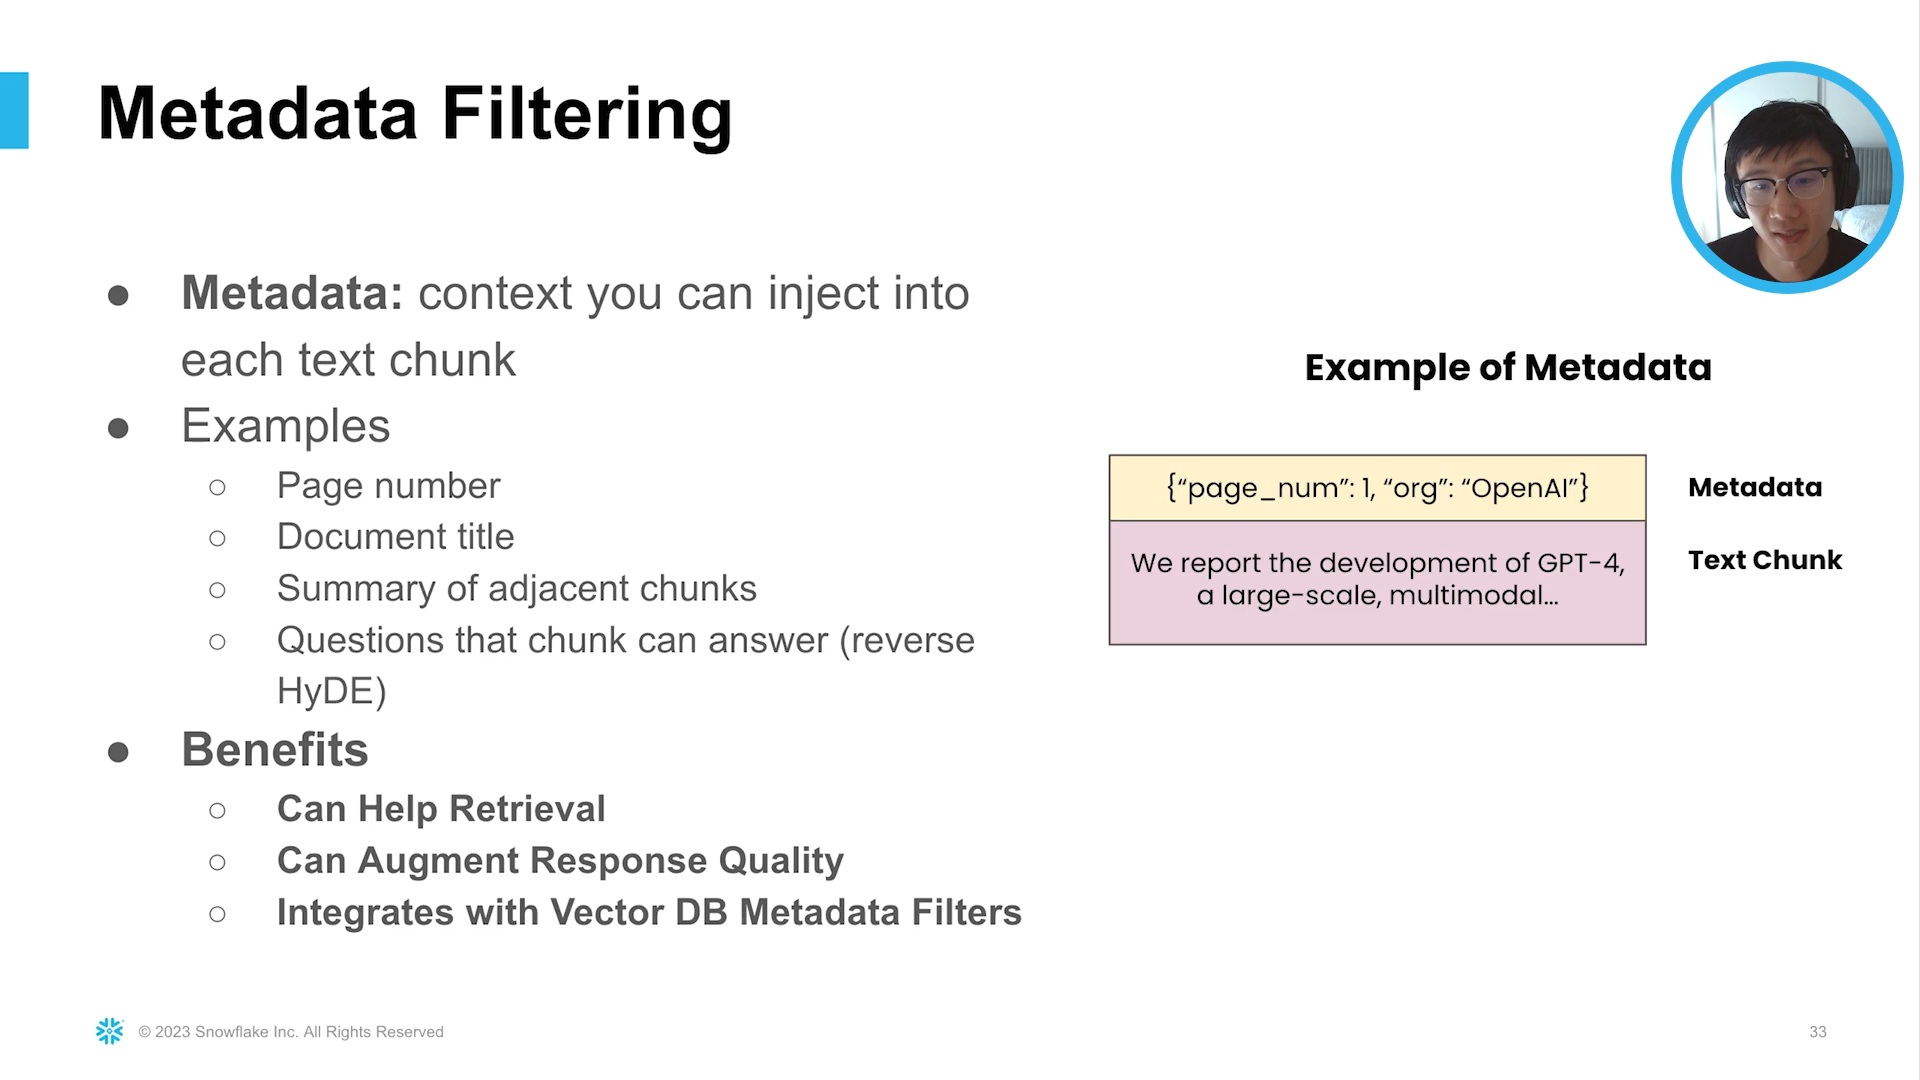 Metadata Filtering
● Metadata: context you can inject into
each text chunk
● Examples
○ Page number
○ Document title
○ Summary of adjacent chunks
○ Questions that chunk can answer (reverse
HyDE)
● Benefits
○ Can Help Retrieval
○ Can Augment Response Quality
○ Integrates with Vector DB Metadata Filters
Example of Metadata
{“page_num”: 1, “org”: “OpenAI”}
Metadata
We report the development of GPT-4,
a large-scale, multimodal...
Text Chunk
© 2023 Snowflake Inc. All Rights Reserved
33